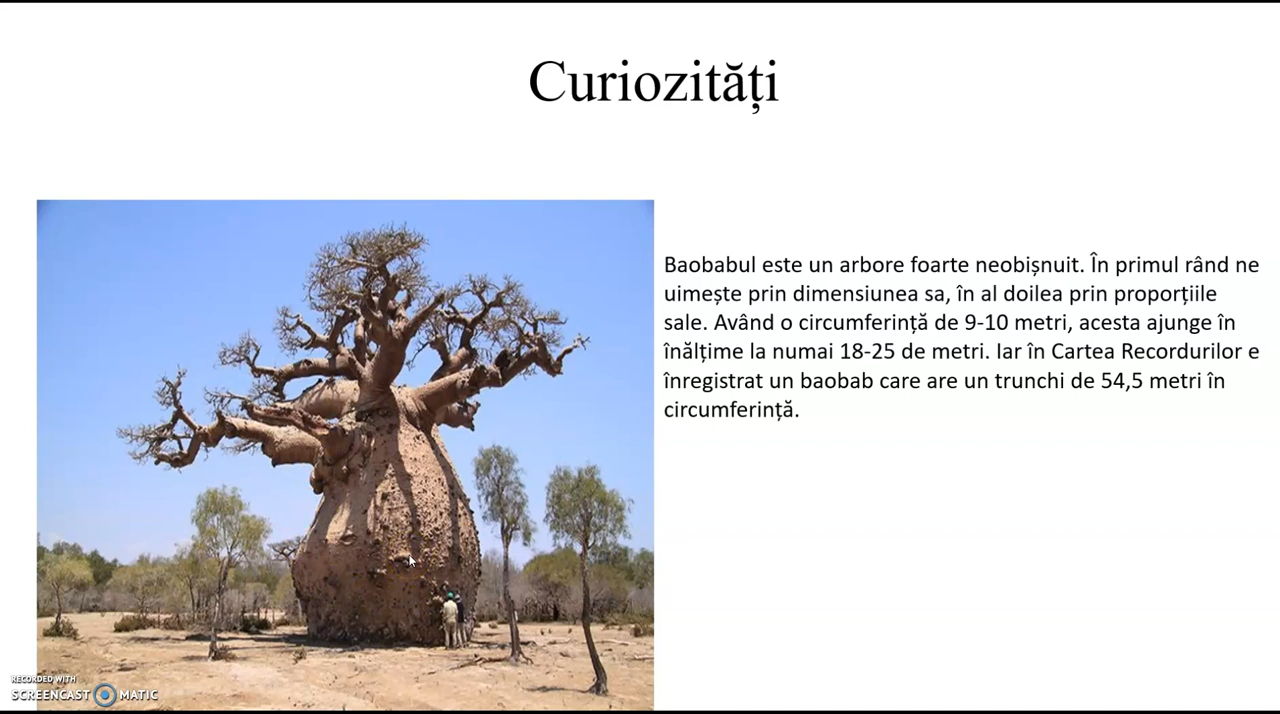 Curiozități
Baobabul este un arbore foarte neobișnuit. În primul rând ne
uimește prin dimensiunea sa, în al doilea prin proporțiile
sale. Având o circumferință de 9-10 metri, acesta ajunge în
înălțime la numai 18-25 de metri. Iar în Cartea Recordurilor e
înregistrat un baobab care are un trunchi de 54,5 metri în
circumferință.
RECORDED WITH
SCREENCAST MATIC